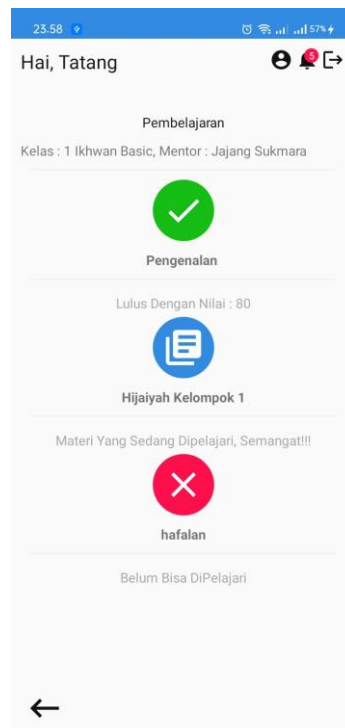 23.58
57%
Hai, Tatang
5
Pembelajaran
Kelas : 1 Ikhwan Basic, Mentor : Jajang Sukmara
Pengenalan
Lulus Dengan Nilai : 80
Hijaiyah Kelompok 1
Materi Yang Sedang Dipelajari, Semangat!!!
hafalan
Belum Bisa DiPelajari